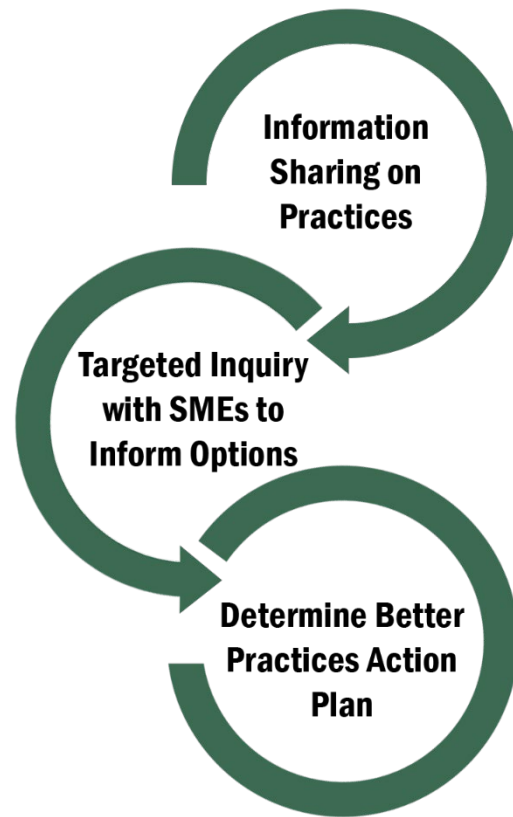 Information
Sharing on
Practices
Targeted Inquiry
with SMEs to
Inform Options
Determine Better
Practices Action
Plan